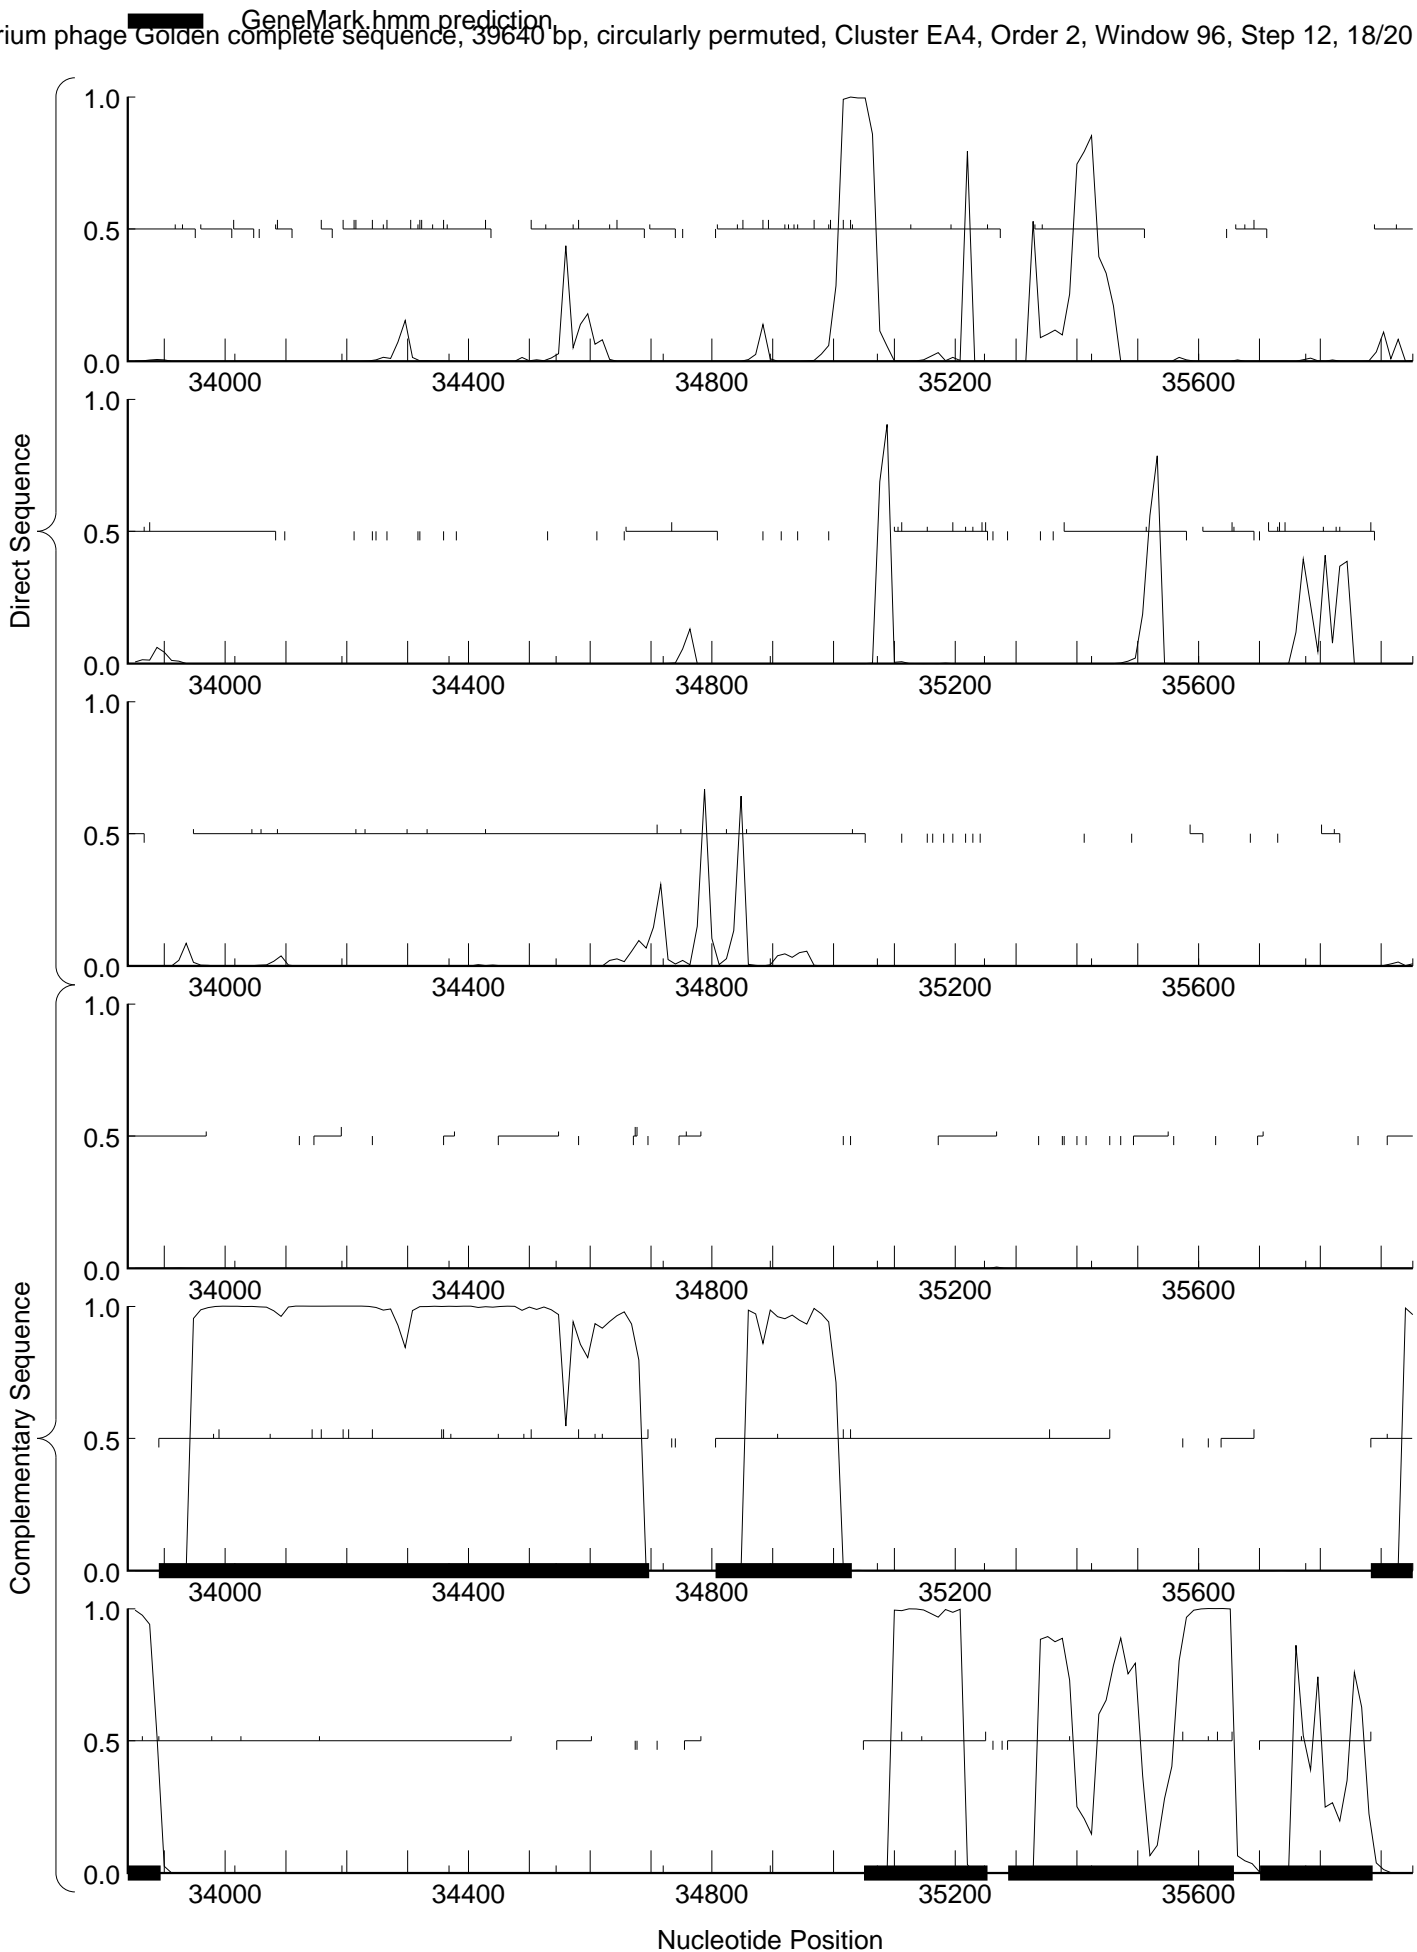 GeneMark.hmm prediction
rium phage Golden complete sequence, 39640 bp, circularly permuted, Cluster EA4, Order 2, Window 96, Step 12, 18/20
1.0
0.5
0.0
34000 34400 34800 35200 35600
1.0
0.5
0.0
34000 34400 34800 35200 35600
1.0
0.5
0.0
34000 34400 34800 35200 35600
Direct Sequence
1.0
0.5
0.0
34000 34400 34800 35200 35600
1.0
0.5
0.0
34000 34400 34800 35200 35600
1.0
0.5
0.0
34000 34400 34800 35200 35600
Complementary Sequence
Nucleotide Position